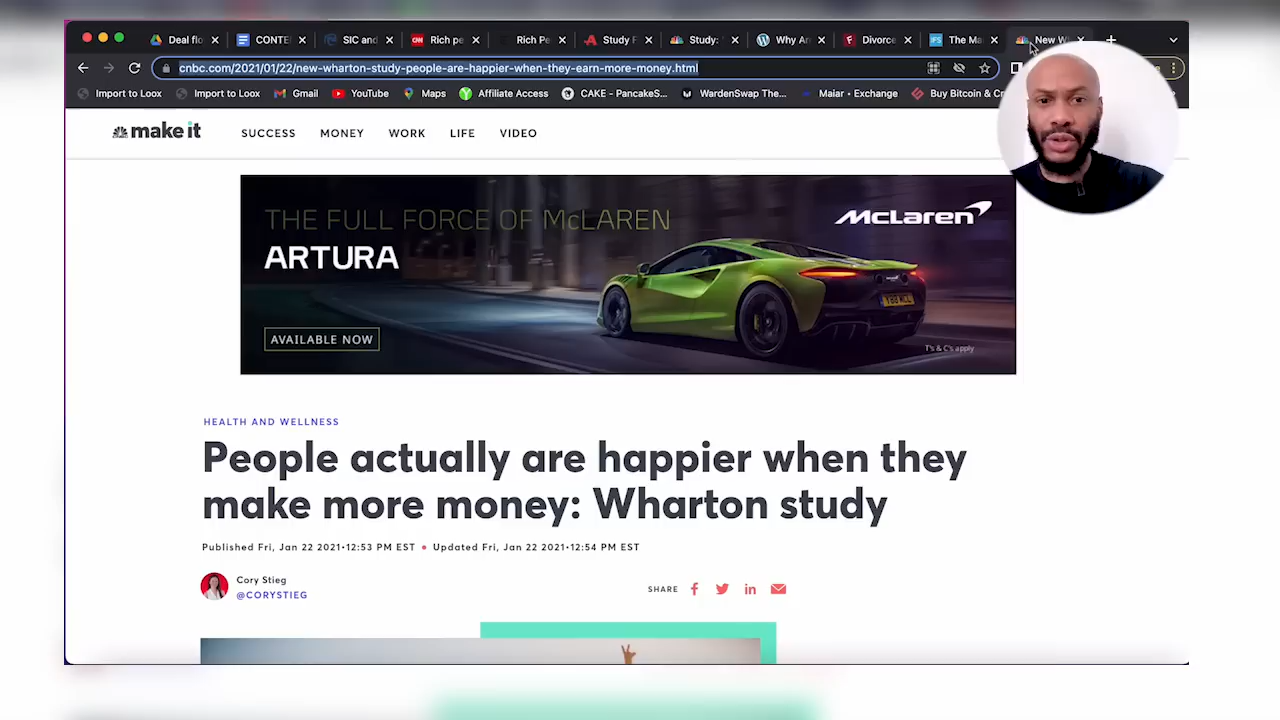 Deal flo
CONTE
SIC and
Rich pe
Rich Pe
Study F
Study:
Why An
Divorce
The Ma
New W
cnbc.com/2021/01/22/new-wharton-study-people-are-happier-when-they-earn-more-money.html
Import to Loox
Import to Loox
Gmail
YouTube
Maps
Affiliate Access
CAKE - PancakeS...
WardenSwap The...
Maiar • Exchange
Buy Bitcoin & Cr
make it
SUCCESS
MONEY
WORK
LIFE
VIDEO
THE FULL FORCE OF McLAREN
ARTURA
McLaren
AVAILABLE NOW
T's & C's apply
HEALTH AND WELLNESS
People actually are happier when they
make more money: Wharton study
Published Fri, Jan 22 2021•12:53 PM EST • Updated Fri, Jan 22 2021•12:54 PM EST
Cory Stieg
@CORYSTIEG
SHARE